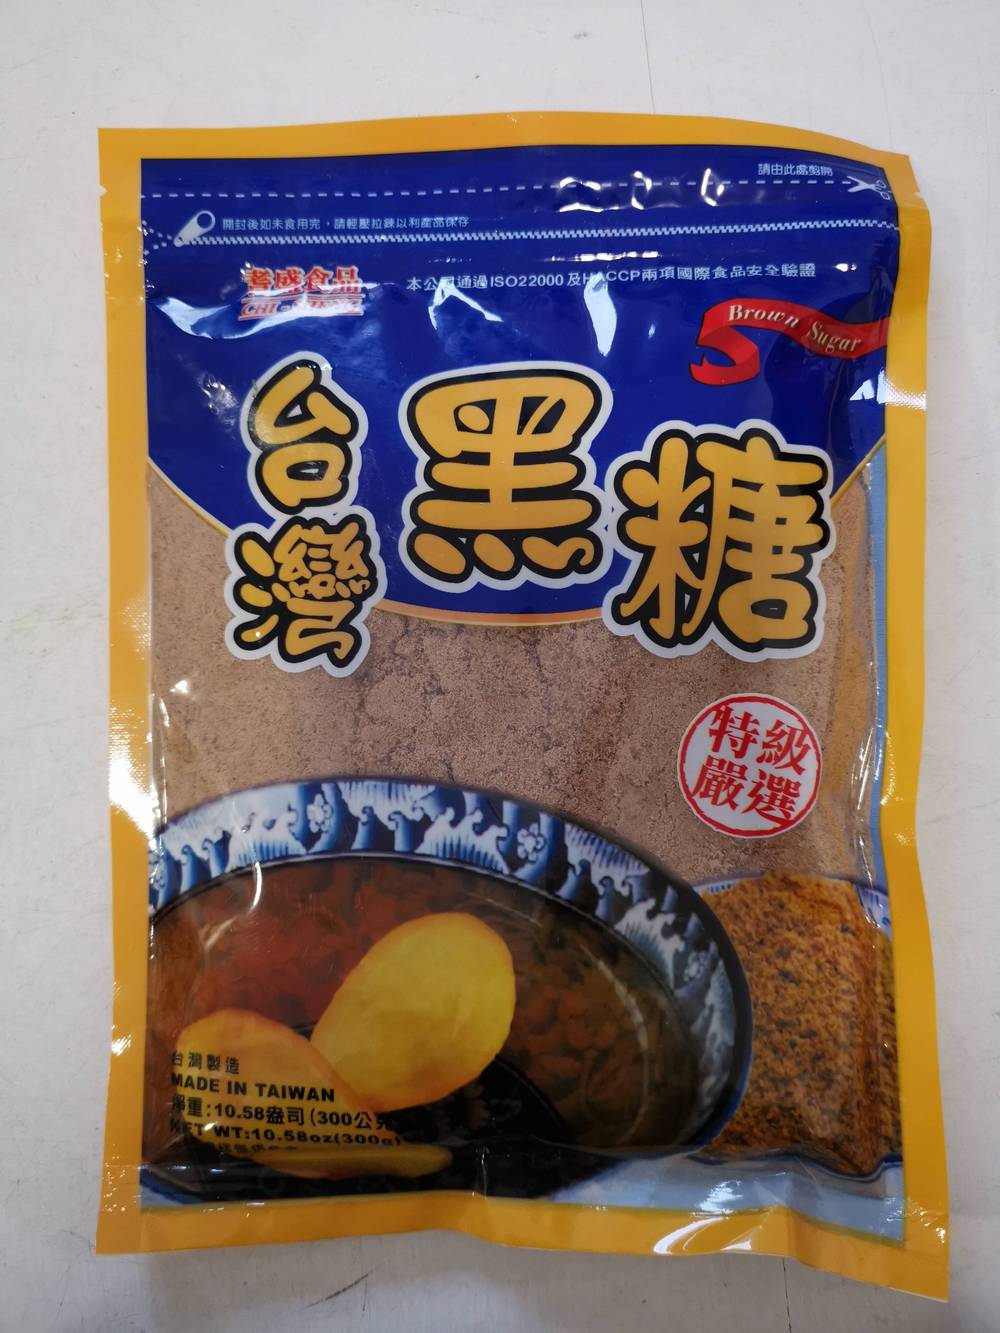 請由此處剪開
開封後如未食用完，請輕壓拉鍊以利產品保存
耆盛食品
CHI-SHENG
本公司通過ISO22000及HACCP兩項國際食品安全驗證
Brown Sugar
台灣
黑糖
特級
嚴選
台灣製造
MADE IN TAIWAN
淨重:10.58盎司(300公克
NET WT:10.58oz(300g)